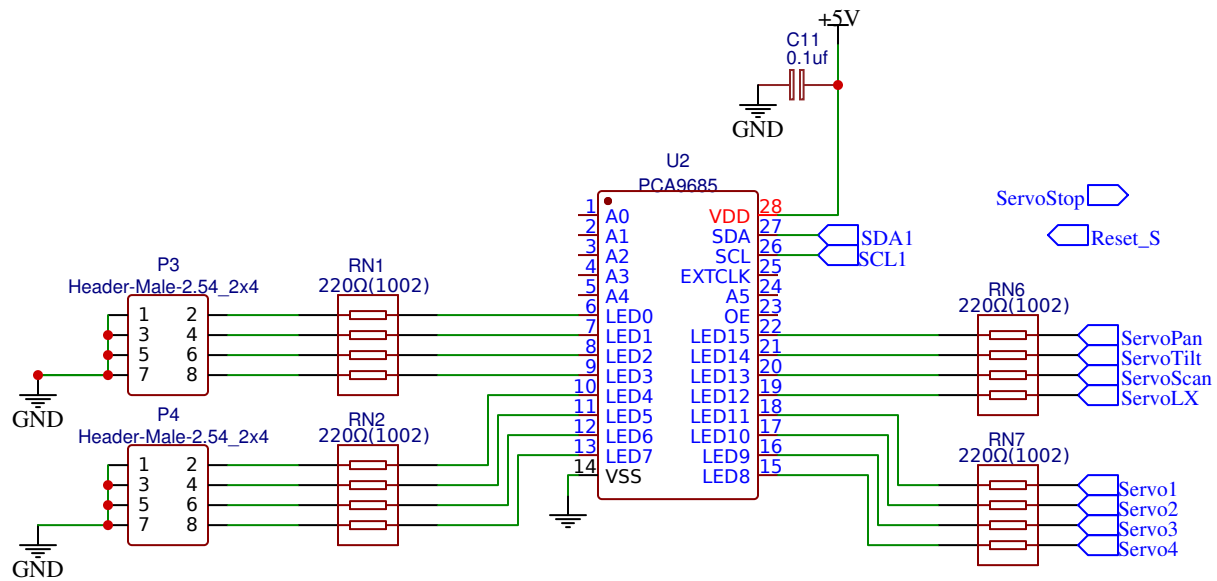 +5V
C11
0.1uf
GND
U2
PCA9685
1 A0
2 A1
3 A2
4 A3
5 A4
6 LED0
7 LED1
8 LED2
9 LED3
10 LED4
11 LED5
12 LED6
13 LED7
14 VSS
VDD 28
SDA 27
SCL 26
EXTCLK 25
A5 24
OE 23
LED15 22
LED14 21
LED13 20
LED12 19
LED11 18
LED10 17
LED9 16
LED8 15
SDA1
SCL1
ServoStop
Reset_S
P3
Header-Male-2.54_2x4
1 2
3 4
5 6
7 8
GND
RN1
220Ω(1002)
P4
Header-Male-2.54_2x4
1 2
3 4
5 6
7 8
GND
RN2
220Ω(1002)
RN6
220Ω(1002)
ServoPan
ServoTilt
ServoScan
ServoLX
RN7
220Ω(1002)
Servo1
Servo2
Servo3
Servo4